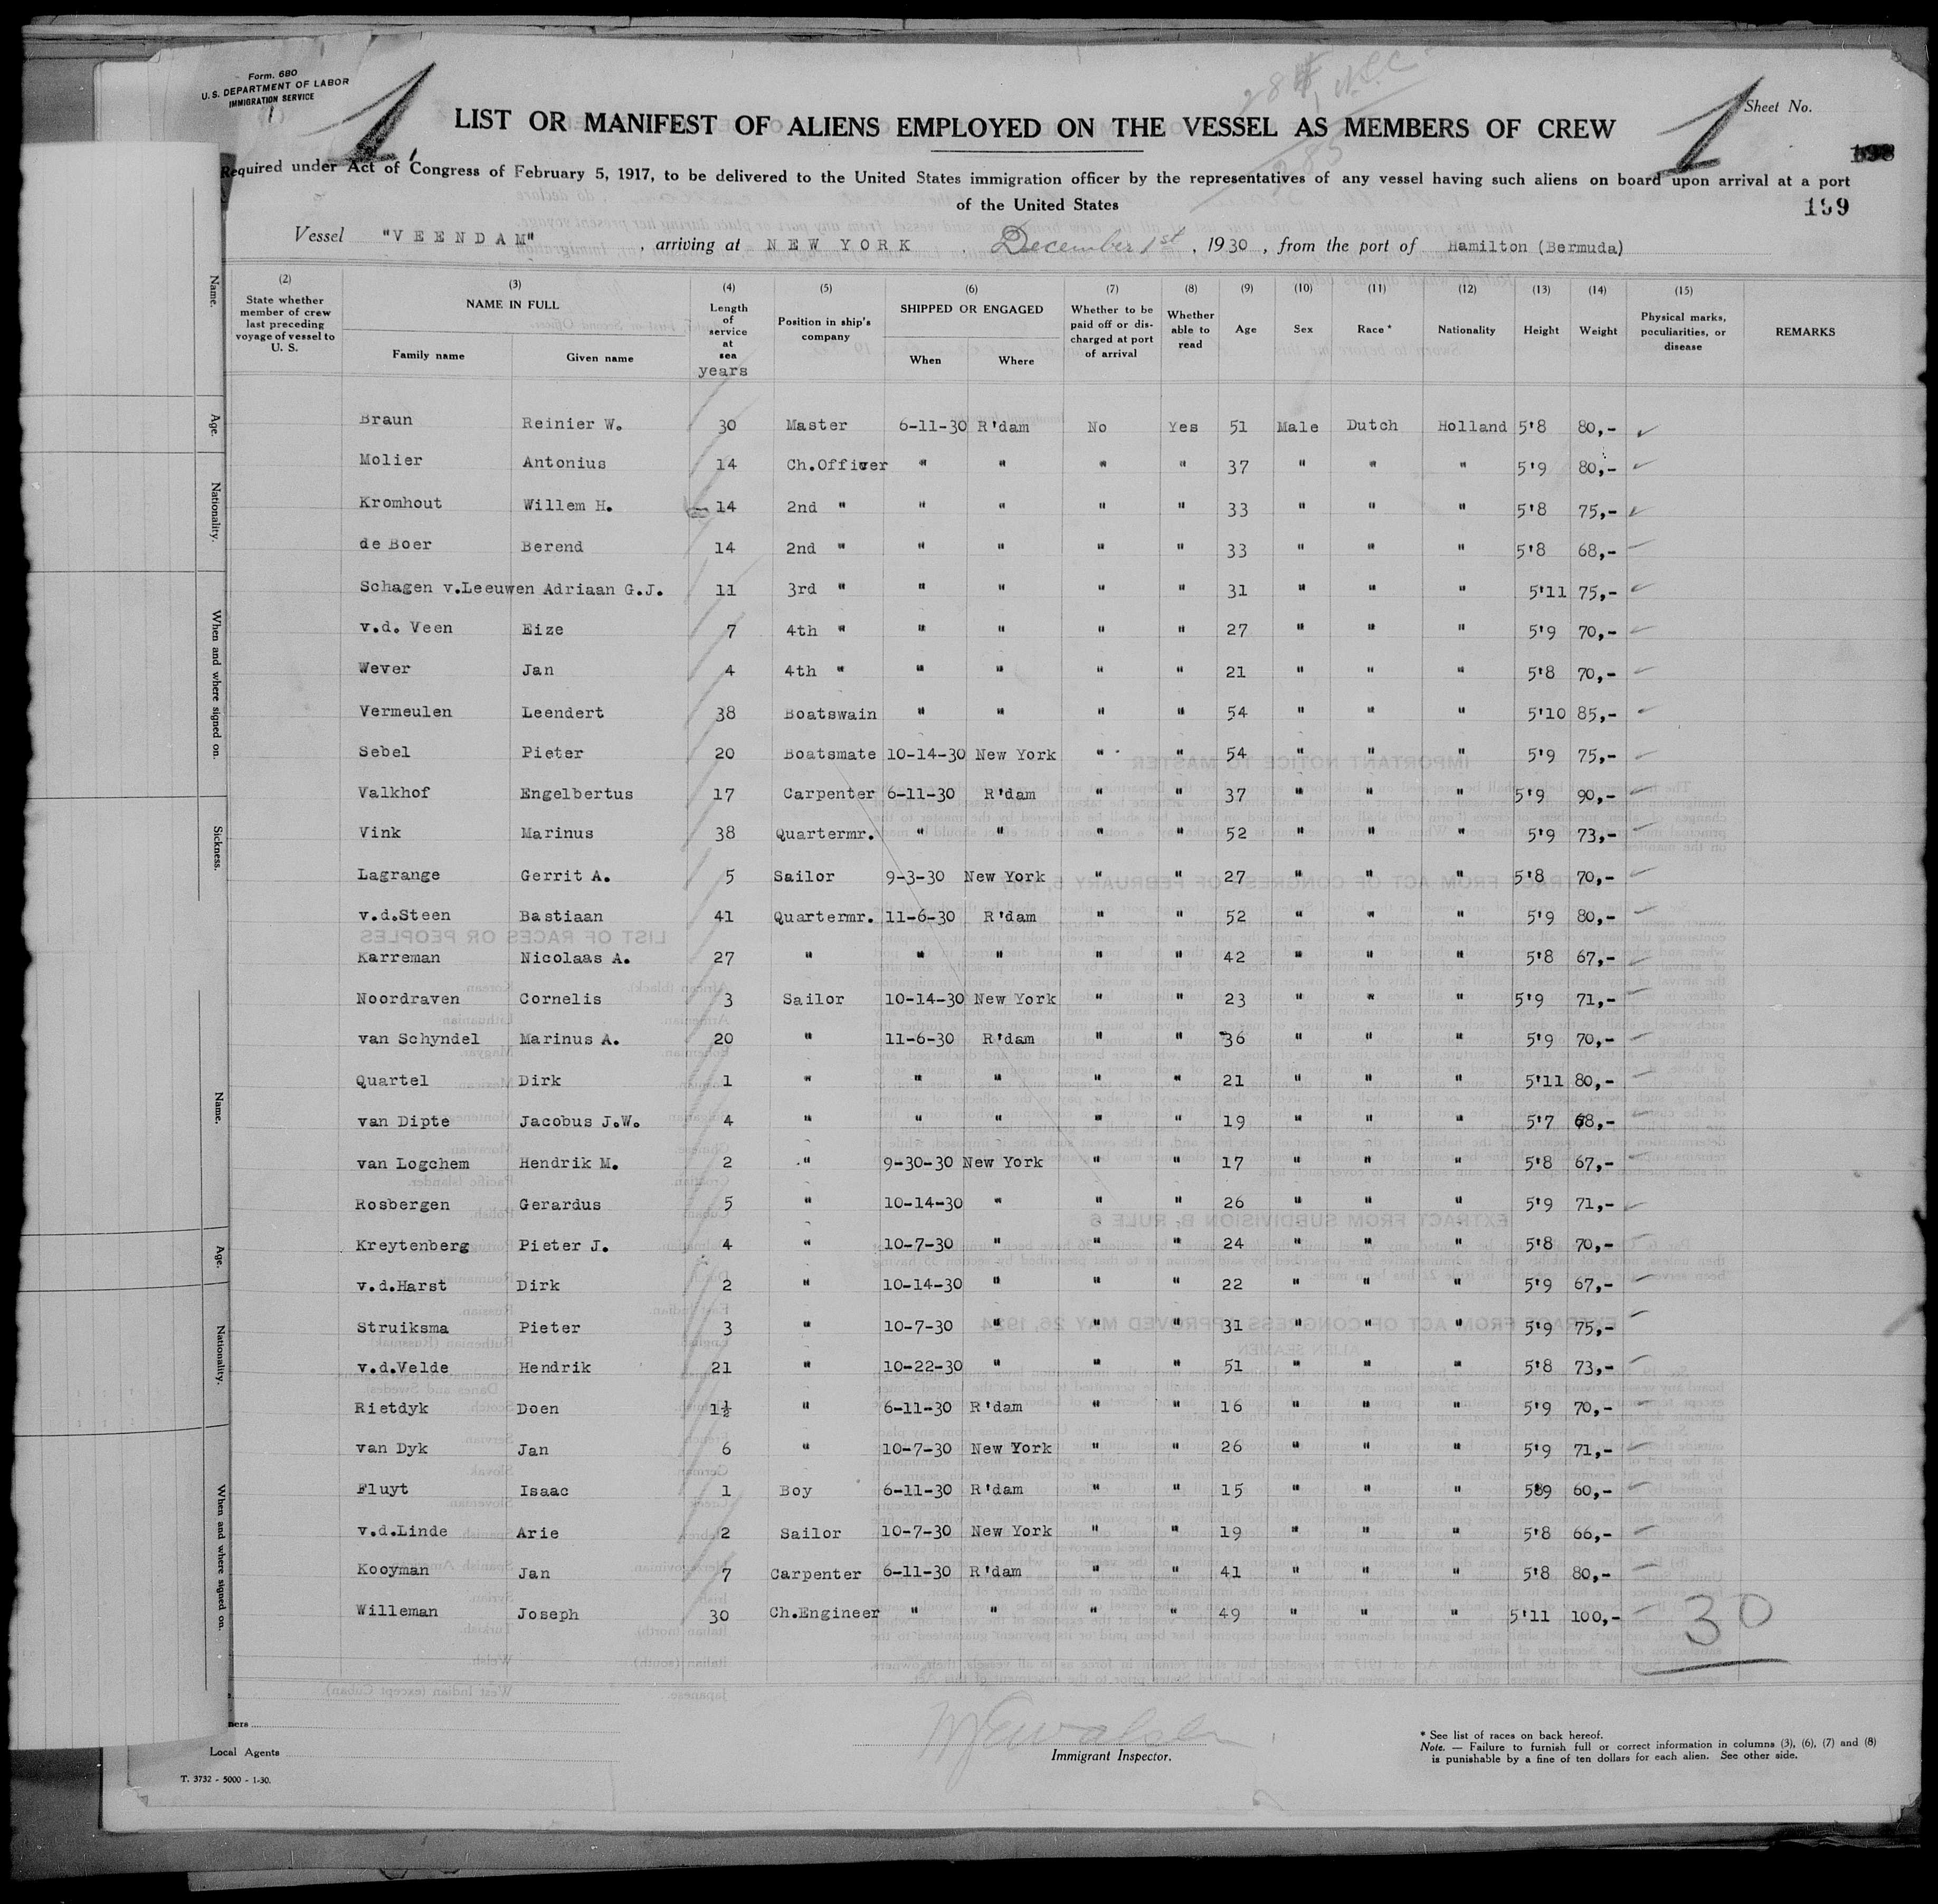 Form. 680
U. S. DEPARTMENT OF LABOR
IMMIGRATION SERVICE
1
1
Sheet No.
LIST OR MANIFEST OF ALIENS EMPLOYED ON THE VESSEL AS MEMBERS OF CREW
Required under Act of Congress of February 5, 1917, to be delivered to the United States immigration officer by the representatives of any vessel having such aliens on board upon arrival at a port
of the United States
199
Vessel "VEENDAM", arriving at NEW YORK, December 1st, 1930, from the port of Hamilton (Bermuda)
(2) State whether member of crew last preceding voyage of vessel to U. S. (3) NAME IN FULL Family name Given name (4) Length of service at sea years (5) Position in ship's company (6) SHIPPED OR ENGAGED When Where (7) Whether to be paid off or discharged at port of arrival (8) Whether able to read (9) Age (10) Sex (11) Race * (12) Nationality (13) Height (14) Weight (15) Physical marks, peculiarities, or disease REMARKS
Braun Reinier W. 30 Master 6-11-30 R'dam No Yes 51 Male Dutch Holland 5'8 80,-
Molier Antonius 14 Ch.Officer " " " " 37 " " " 5'9 80,-
Kromhout Willem H. 14 2nd " " " " " 33 " " " 5'8 75,-
de Boer Berend 14 2nd " " " " " 33 " " " 5'8 68,-
Schagen v.Leeuwen Adriaan G.J. 11 3rd " " " " " 31 " " " 5'11 75,-
v.d. Veen Eize 7 4th " " " " " 27 " " " 5'9 70,-
Wever Jan 4 4th " " " " " 21 " " " 5'8 70,-
Vermeulen Leendert 38 Boatswain " " " " 54 " " " 5'10 85,-
Sebel Pieter 20 Boatsmate 10-14-30 New York " " 54 " " " 5'9 75,-
Valkhof Engelbertus 17 Carpenter 6-11-30 R'dam " " 37 " " " 5'9 90,-
Vink Marinus 38 Quartermr. " " " " 52 " " " 5'9 73,-
Lagrange Gerrit A. 5 Sailor 9-3-30 New York " " 27 " " " 5'8 70,-
v.d.Steen Bastiaan 41 Quartermr. 11-6-30 R'dam " " 52 " " " 5'9 80,-
Karreman Nicolaas A. 27 " " " " " 42 " " " 5'8 67,-
Noordraven Cornelis 3 Sailor 10-14-30 New York " " 23 " " " 5'9 71,-
van Schyndel Marinus A. 20 " 11-6-30 R'dam " " 36 " " " 5'9 70,-
Quartel Dirk 1 " " " " " 21 " " " 5'11 80,-
van Dipte Jacobus J.W. 4 " " " " " 19 " " " 5'7 68,-
van Logchem Hendrik M. 2 " 9-30-30 New York " " 17 " " " 5'8 67,-
Rosbergen Gerardus 5 " 10-14-30 " " " 26 " " " 5'9 71,-
Kreytenberg Pieter J. 4 " 10-7-30 " " " 24 " " " 5'8 70,-
v.d.Harst Dirk 2 " 10-14-30 " " " 22 " " " 5'9 67,-
Struiksma Pieter 3 " 10-7-30 " " " 31 " " " 5'9 75,-
v.d.Velde Hendrik 21 " 10-22-30 " " " 51 " " " 5'8 73,-
Rietdyk Doen 1½ " 6-11-30 R'dam " " 16 " " " 5'9 70,-
van Dyk Jan 6 " 10-7-30 New York " " 26 " " " 5'9 71,-
Fluyt Isaac 1 Boy 6-11-30 R'dam " " 15 " " " 5'9 60,-
v.d.Linde Arie 2 Sailor 10-7-30 New York " " 19 " " " 5'8 66,-
Kooyman Jan 7 Carpenter 6-11-30 R'dam " " 41 " " " 5'8 80,-
Willeman Joseph 30 Ch.Engineer " " " " 49 " " " 5'11 100,-
30
Local Agents
Immigrant Inspector.
* See list of races on back hereof.
Note. — Failure to furnish full or correct information in columns (3), (6), (7) and (8)
is punishable by a fine of ten dollars for each alien. See other side.
T. 3732 - 5000 - 1-30.
Name.
Age.
Nationality.
When and where signed on.
Sickness.
Name.
Age.
Nationality.
When and where signed on.